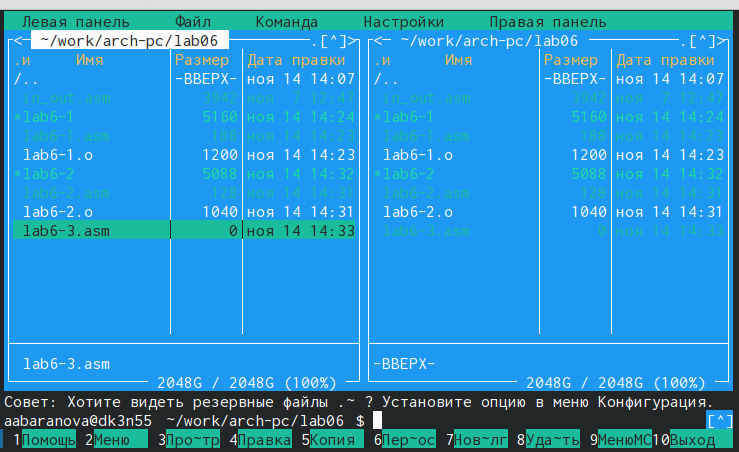 Левая панель Файл Команда Настройки Правая панель
<─ ~/work/arch-pc/lab06 ─.[^]> <─ ~/work/arch-pc/lab06 ─.[^]>
.и Имя Размер Дата правки .и Имя Размер Дата правки
/.. -ВВЕРХ- ноя 14 14:07 /.. -ВВЕРХ- ноя 14 14:07
in_out.asm 3942 ноя 7 12:47 in_out.asm 3942 ноя 7 12:47
*lab6-1 5160 ноя 14 14:24 *lab6-1 5160 ноя 14 14:24
lab6-1.asm 188 ноя 14 14:23 lab6-1.asm 188 ноя 14 14:23
lab6-1.o 1200 ноя 14 14:23 lab6-1.o 1200 ноя 14 14:23
*lab6-2 5088 ноя 14 14:32 *lab6-2 5088 ноя 14 14:32
lab6-2.asm 128 ноя 14 14:31 lab6-2.asm 128 ноя 14 14:31
lab6-2.o 1040 ноя 14 14:31 lab6-2.o 1040 ноя 14 14:31
lab6-3.asm 0 ноя 14 14:33 lab6-3.asm 0 ноя 14 14:33
lab6-3.asm -ВВЕРХ-
2048G / 2048G (100%) 2048G / 2048G (100%)
Совет: Хотите видеть резервные файлы .~ ? Установите опцию в меню Конфигурация.
aabaranova@dk3n55 ~/work/arch-pc/lab06 $ [^]
1Помощь 2Меню 3Про~тр 4Правка 5Копия 6Пер~ос 7Нов~лг 8Уда~ть 9МенюMC 10Выход